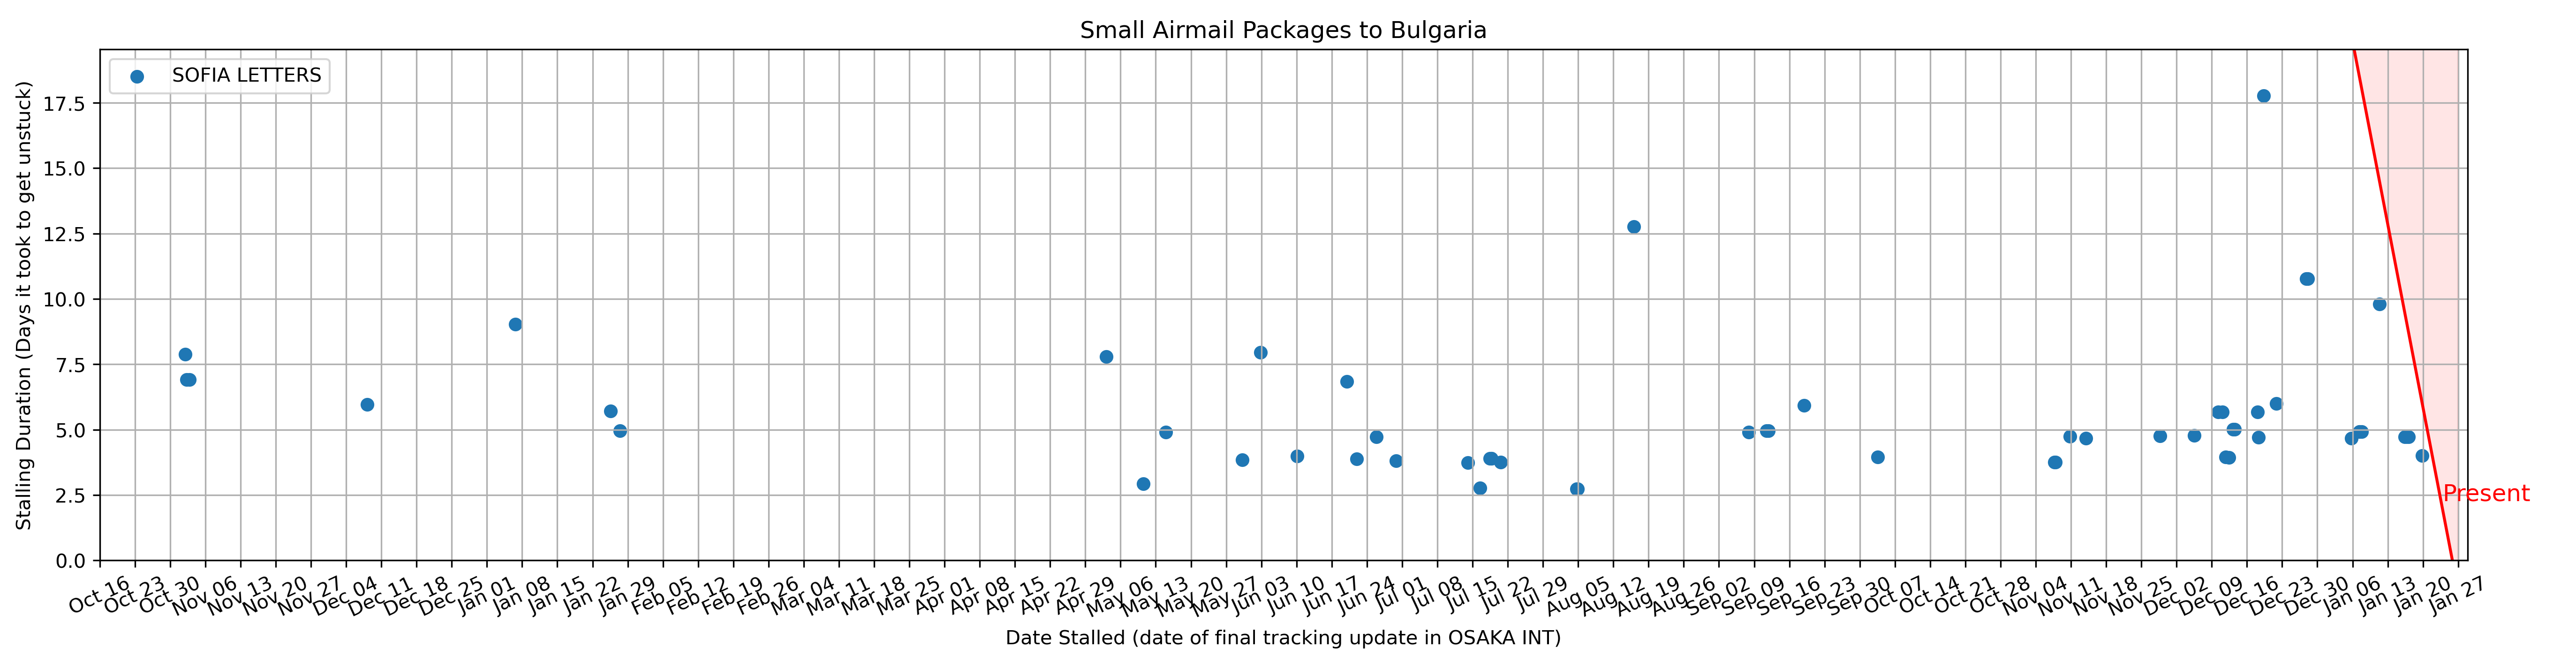 Small Airmail Packages to Bulgaria
SOFIA LETTERS
Stalling Duration (Days it took to get unstuck)
17.5
15.0
12.5
10.0
7.5
5.0
2.5
0.0
Present
Oct 16
Oct 23
Oct 30
Nov 06
Nov 13
Nov 20
Nov 27
Dec 04
Dec 11
Dec 18
Dec 25
Jan 01
Jan 08
Jan 15
Jan 22
Jan 29
Feb 05
Feb 12
Feb 19
Feb 26
Mar 04
Mar 11
Mar 18
Mar 25
Apr 01
Apr 08
Apr 15
Apr 22
Apr 29
May 06
May 13
May 20
May 27
Jun 03
Jun 10
Jun 17
Jun 24
Jul 01
Jul 08
Jul 15
Jul 22
Jul 29
Aug 05
Aug 12
Aug 19
Aug 26
Sep 02
Sep 09
Sep 16
Sep 23
Sep 30
Oct 07
Oct 14
Oct 21
Oct 28
Nov 04
Nov 11
Nov 18
Nov 25
Dec 02
Dec 09
Dec 16
Dec 23
Dec 30
Jan 06
Jan 13
Jan 20
Jan 27
Date Stalled (date of final tracking update in OSAKA INT)